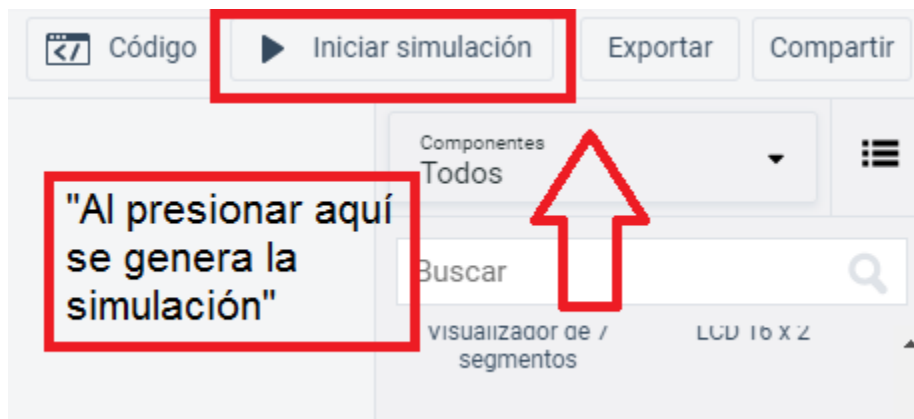 Código
Iniciar simulación
Exportar
Compartir
Componentes
Todos
"Al presionar aquí
se genera la
simulación"
Buscar
Visualizador de 7
segmentos
LCD 16 x 2